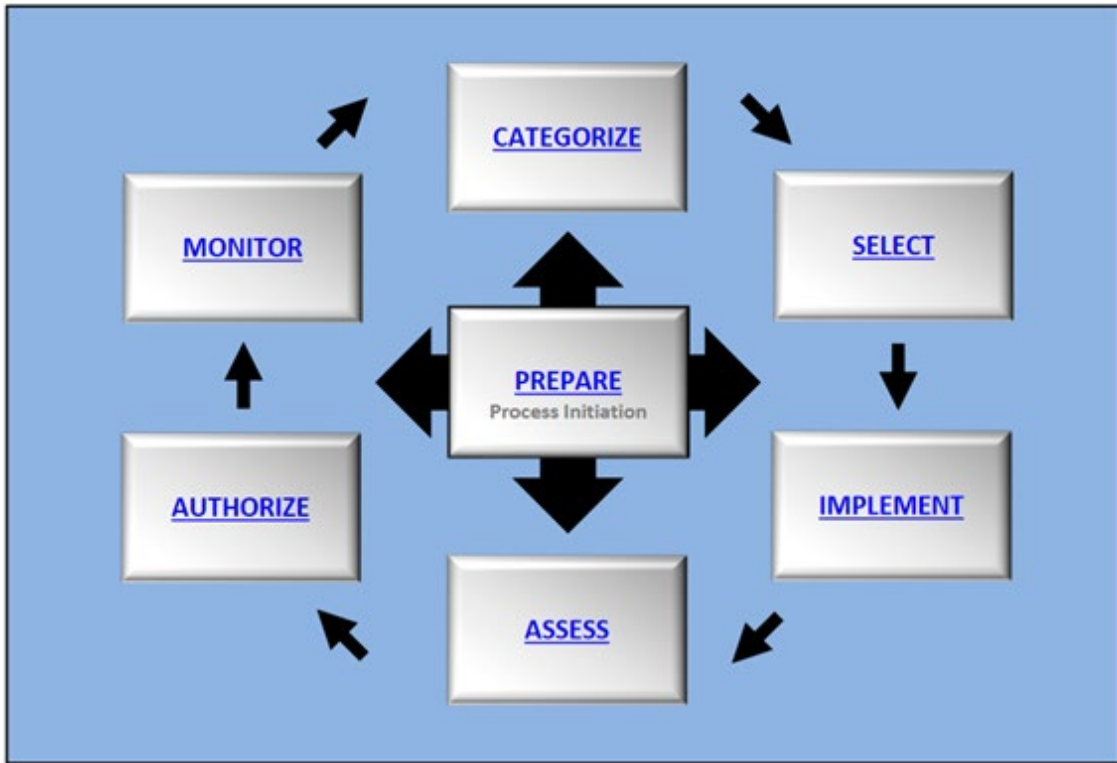 CATEGORIZE
SELECT
IMPLEMENT
ASSESS
AUTHORIZE
MONITOR
PREPARE
Process Initiation